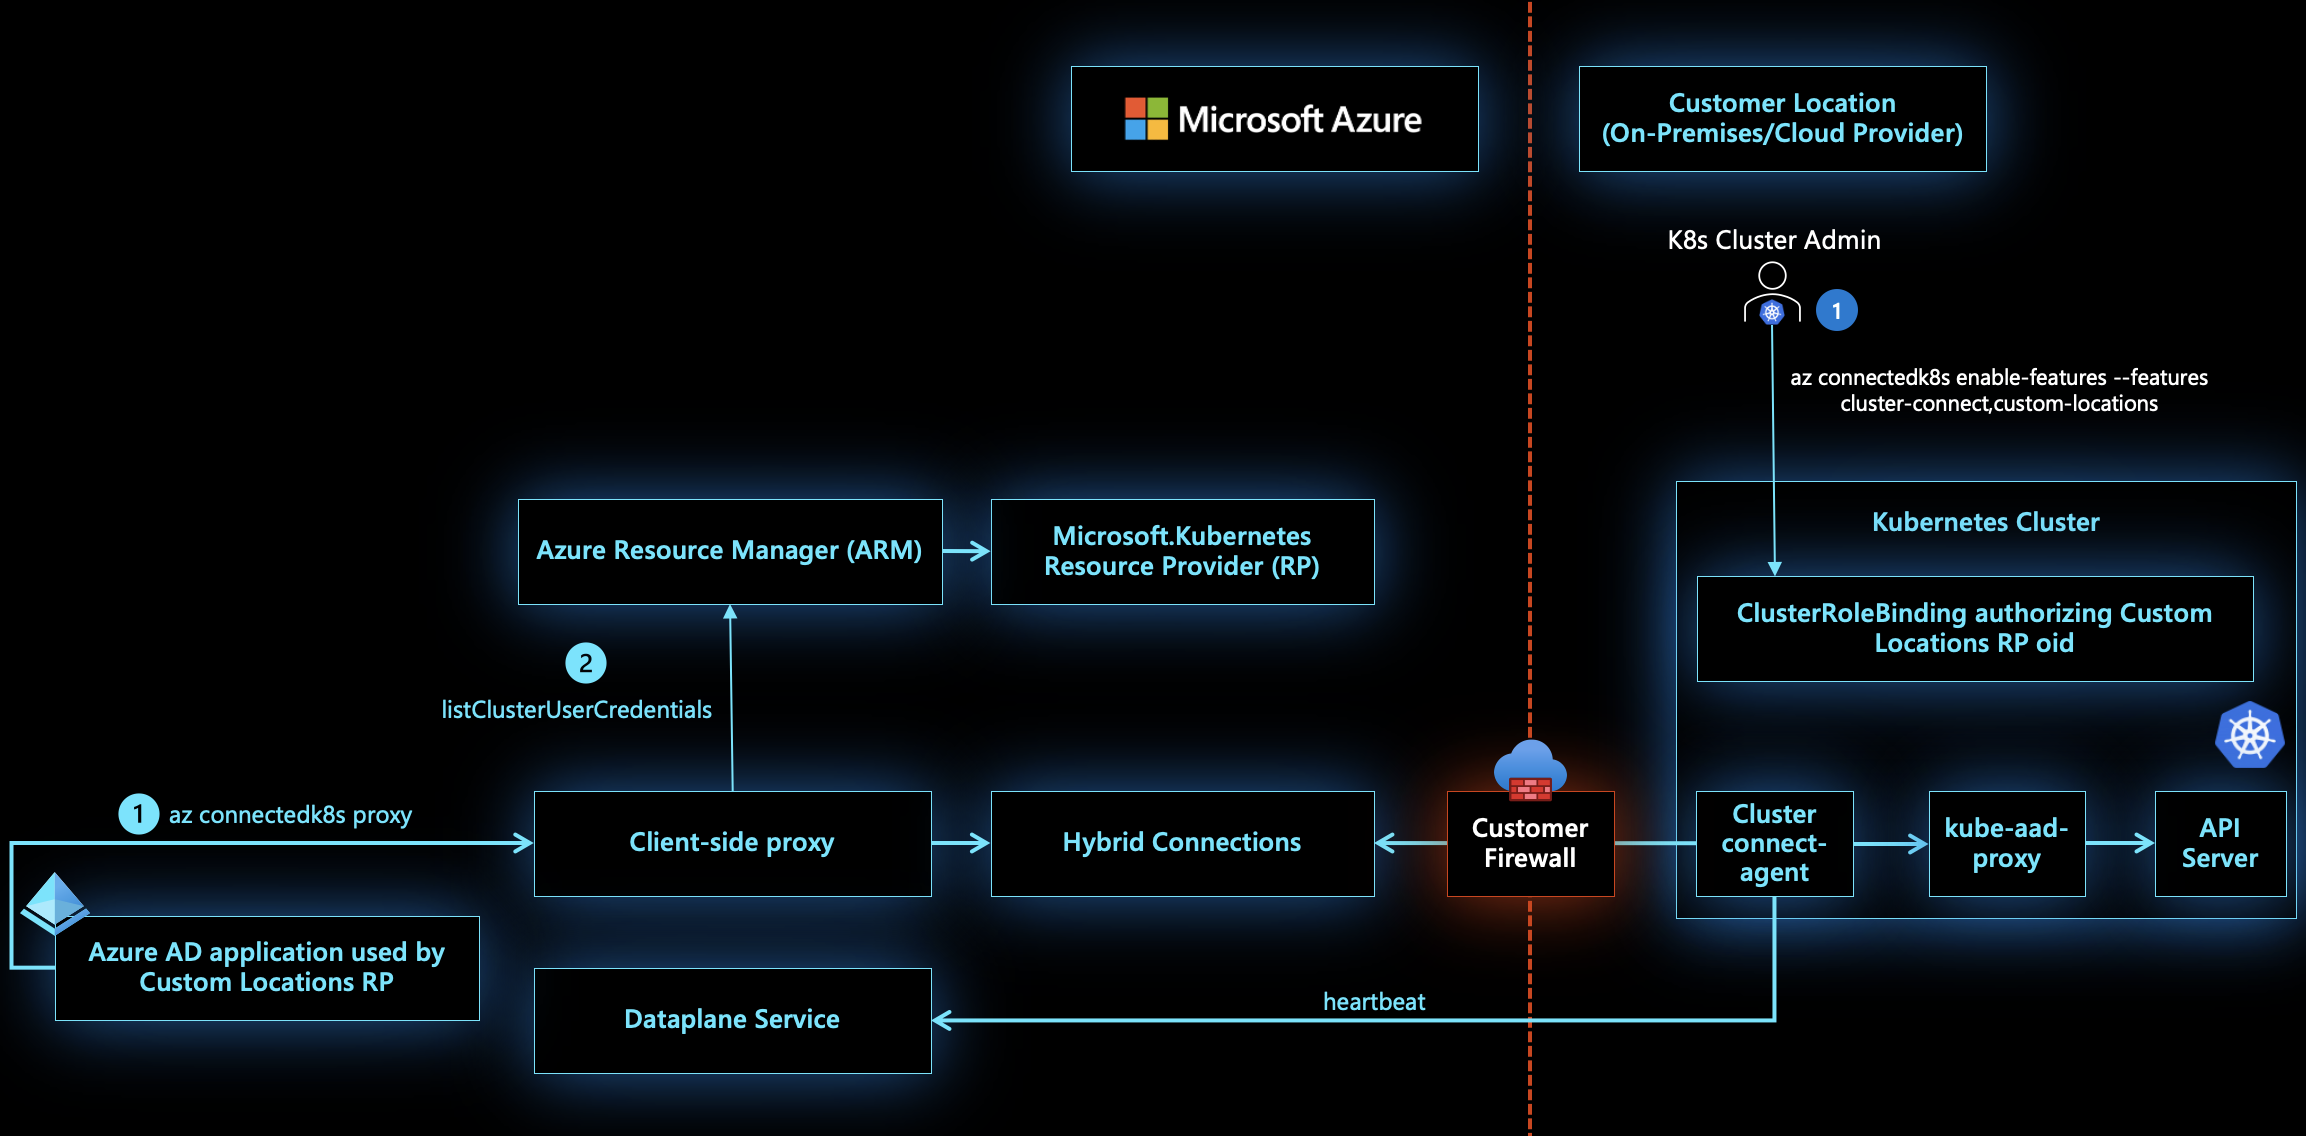 Microsoft Azure
Customer Location
(On-Premises/Cloud Provider)
K8s Cluster Admin
1
az connectedk8s enable-features --features
cluster-connect,custom-locations
Azure Resource Manager (ARM)
Microsoft.Kubernetes
Resource Provider (RP)
Kubernetes Cluster
ClusterRoleBinding authorizing Custom
Locations RP oid
2
listClusterUserCredentials
1
az connectedk8s proxy
Client-side proxy
Hybrid Connections
Customer
Firewall
Cluster
connect-
agent
kube-aad-
proxy
API
Server
Azure AD application used by
Custom Locations RP
Dataplane Service
heartbeat